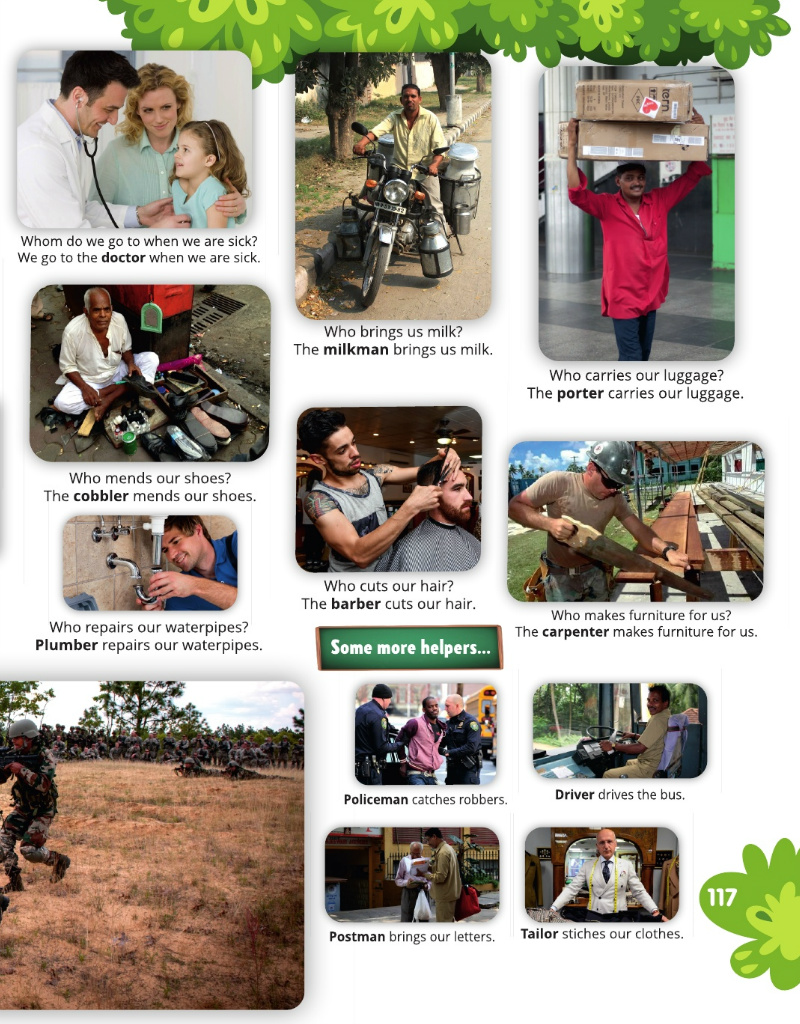 Whom do we go to when we are sick?
We go to the doctor when we are sick.
Who brings us milk?
The milkman brings us milk.
Who carries our luggage?
The porter carries our luggage.
Who mends our shoes?
The cobbler mends our shoes.
Who cuts our hair?
The barber cuts our hair.
Who makes furniture for us?
The carpenter makes furniture for us.
Who repairs our waterpipes?
Plumber repairs our waterpipes.
Some more helpers...
Policeman catches robbers.
Driver drives the bus.
Postman brings our letters.
Tailor stiches our clothes.
117